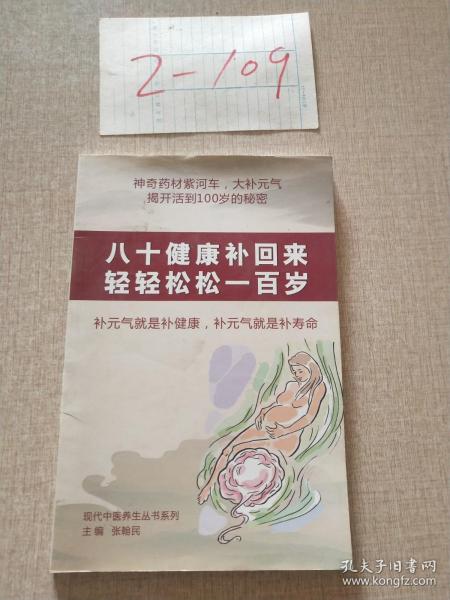 2-109
神奇药材紫河车，大补元气
揭开活到100岁的秘密
八十健康补回来
轻轻松松一百岁
补元气就是补健康，补元气就是补寿命
现代中医养生丛书系列
主编 张翰民
孔夫子旧书网
www.kongfz.com